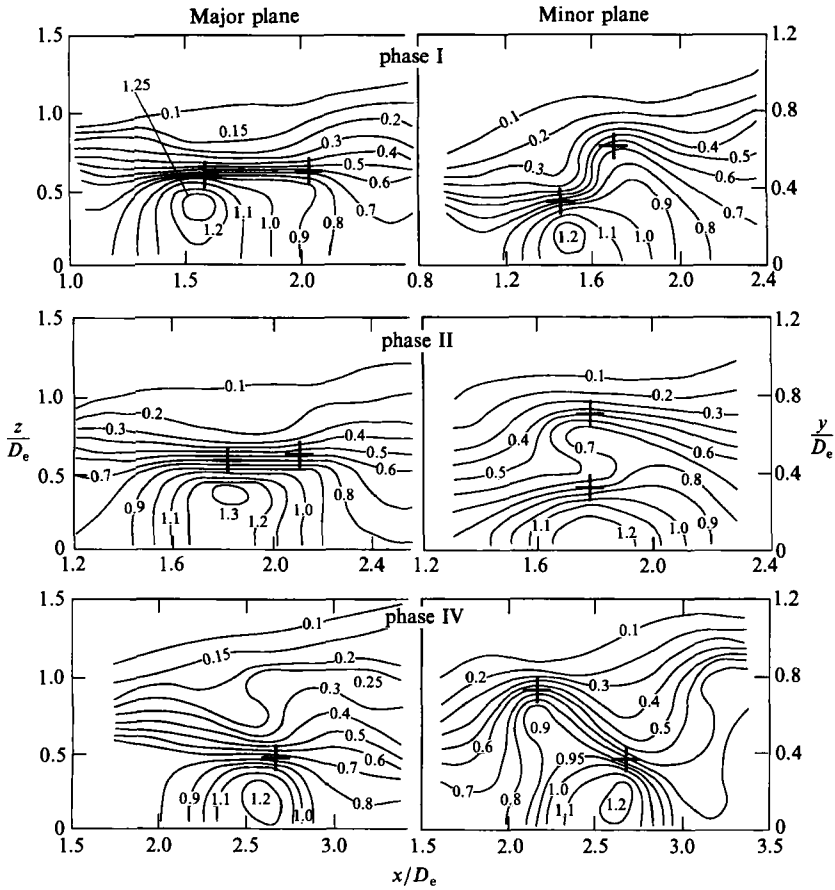 Major plane Minor plane
1.5 phase I 1.2
1.25
0.1 0.1
1.0 0.15 0.2 0.2 0.8
0.3 0.4 0.3 0.4
0.5 0.6 0.5 0.6
0.5 0.4
1.2 1.1 1.0 0.9 0.8 0.7 1.2 1.1 1.0 0.9 0.8 0.7
0 0
1.0 1.5 2.0 0.8 1.2 1.6 2.0 2.4
1.5 phase II 1.2
0.1 0.1
1.0 0.2 0.2 0.8
0.3 0.4 0.4 0.3
z/De 0.5 0.7 0.6 y/De
0.5 0.7 0.6 0.5 0.4
0.8 0.8
0.9 1.1 1.3 1.2 1.0 1.1 1.2 1.0 0.9
0 0
1.2 1.6 2.0 2.4 1.6 2.0 2.4
1.5 phase IV 1.2
0.1 0.1
0.15 0.2
1.0 0.25 0.2 0.3 0.8
0.3 0.4 0.4
0.5 0.6 0.9 0.5
0.5 0.7 0.6 0.95 0.4
0.9 1.1 1.2 1.0 0.8 0.7 0.8 1.0 1.1 1.2
0 0
1.5 2.0 2.5 3.0 1.5 2.0 2.5 3.0 3.5
x/De